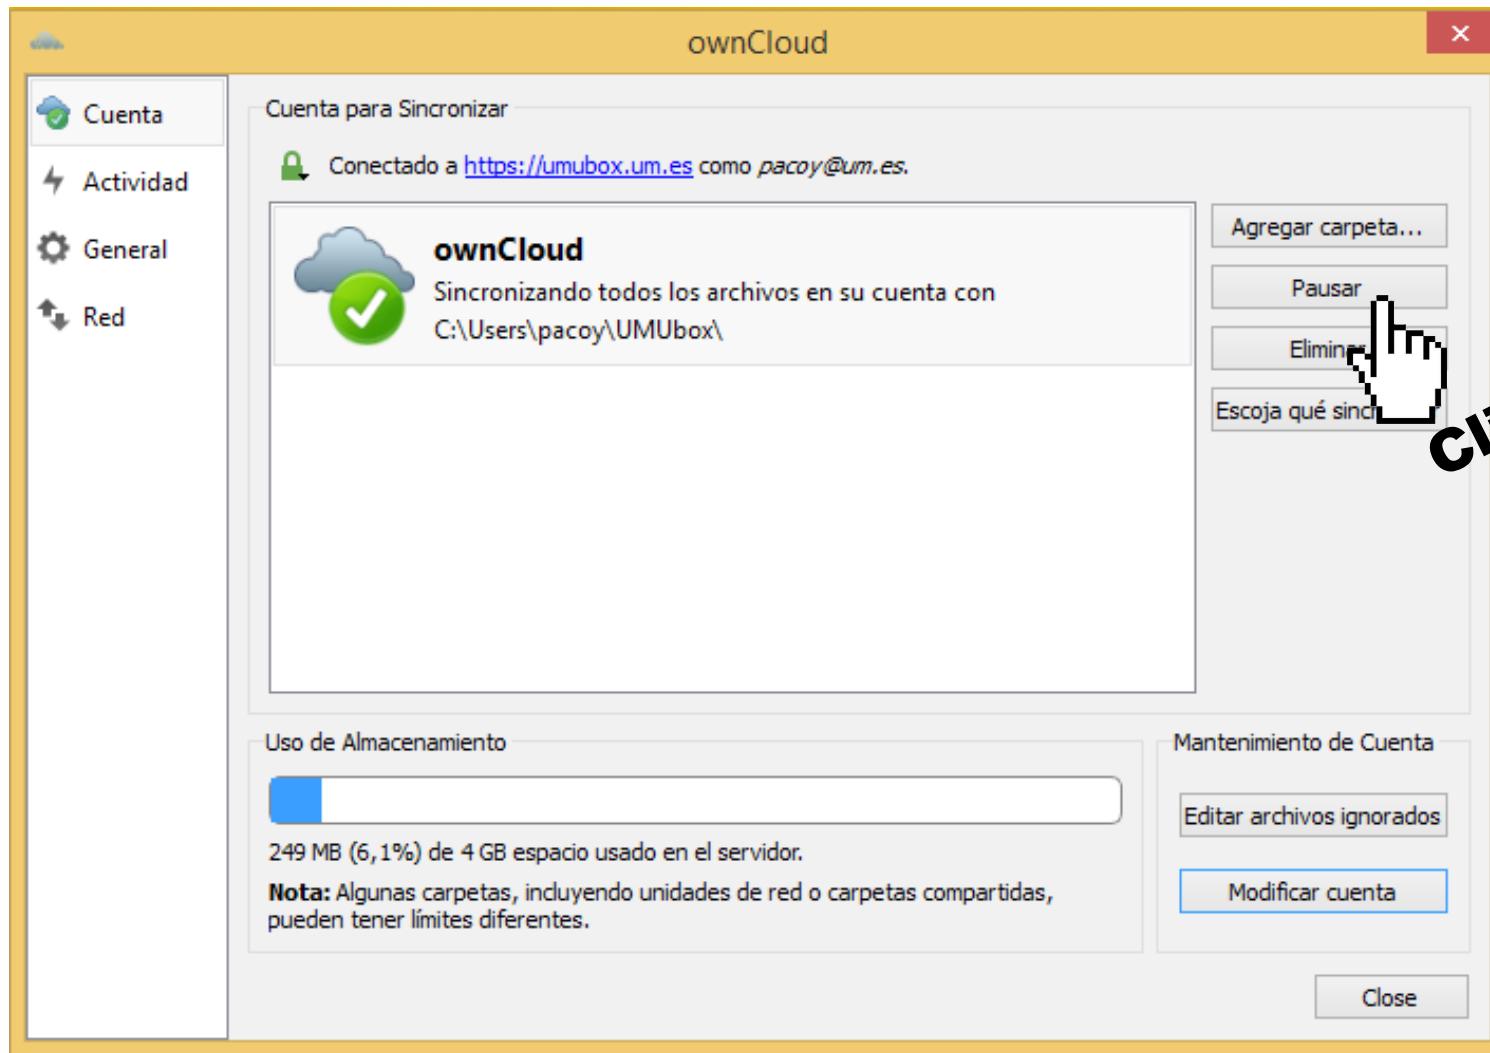 ownCloud
Cuenta
Actividad
General
Red
Cuenta para Sincronizar
Conectado a https://umubox.um.es como pacoy@um.es.
ownCloud
Sincronizando todos los archivos en su cuenta con
C:\Users\pacoy\UMUbox\
Agregar carpeta...
Pausar
Escoja qué
Uso de Almacenamiento
249 MB (6,1%) de 4 GB espacio usado en el servidor.
Nota: Algunas carpetas, incluyendo unidades de red o carpetas compartidas,
pueden tener límites diferentes.
Mantenimiento de Cuenta
Editar archivos ignorados
Modificar cuenta
Close